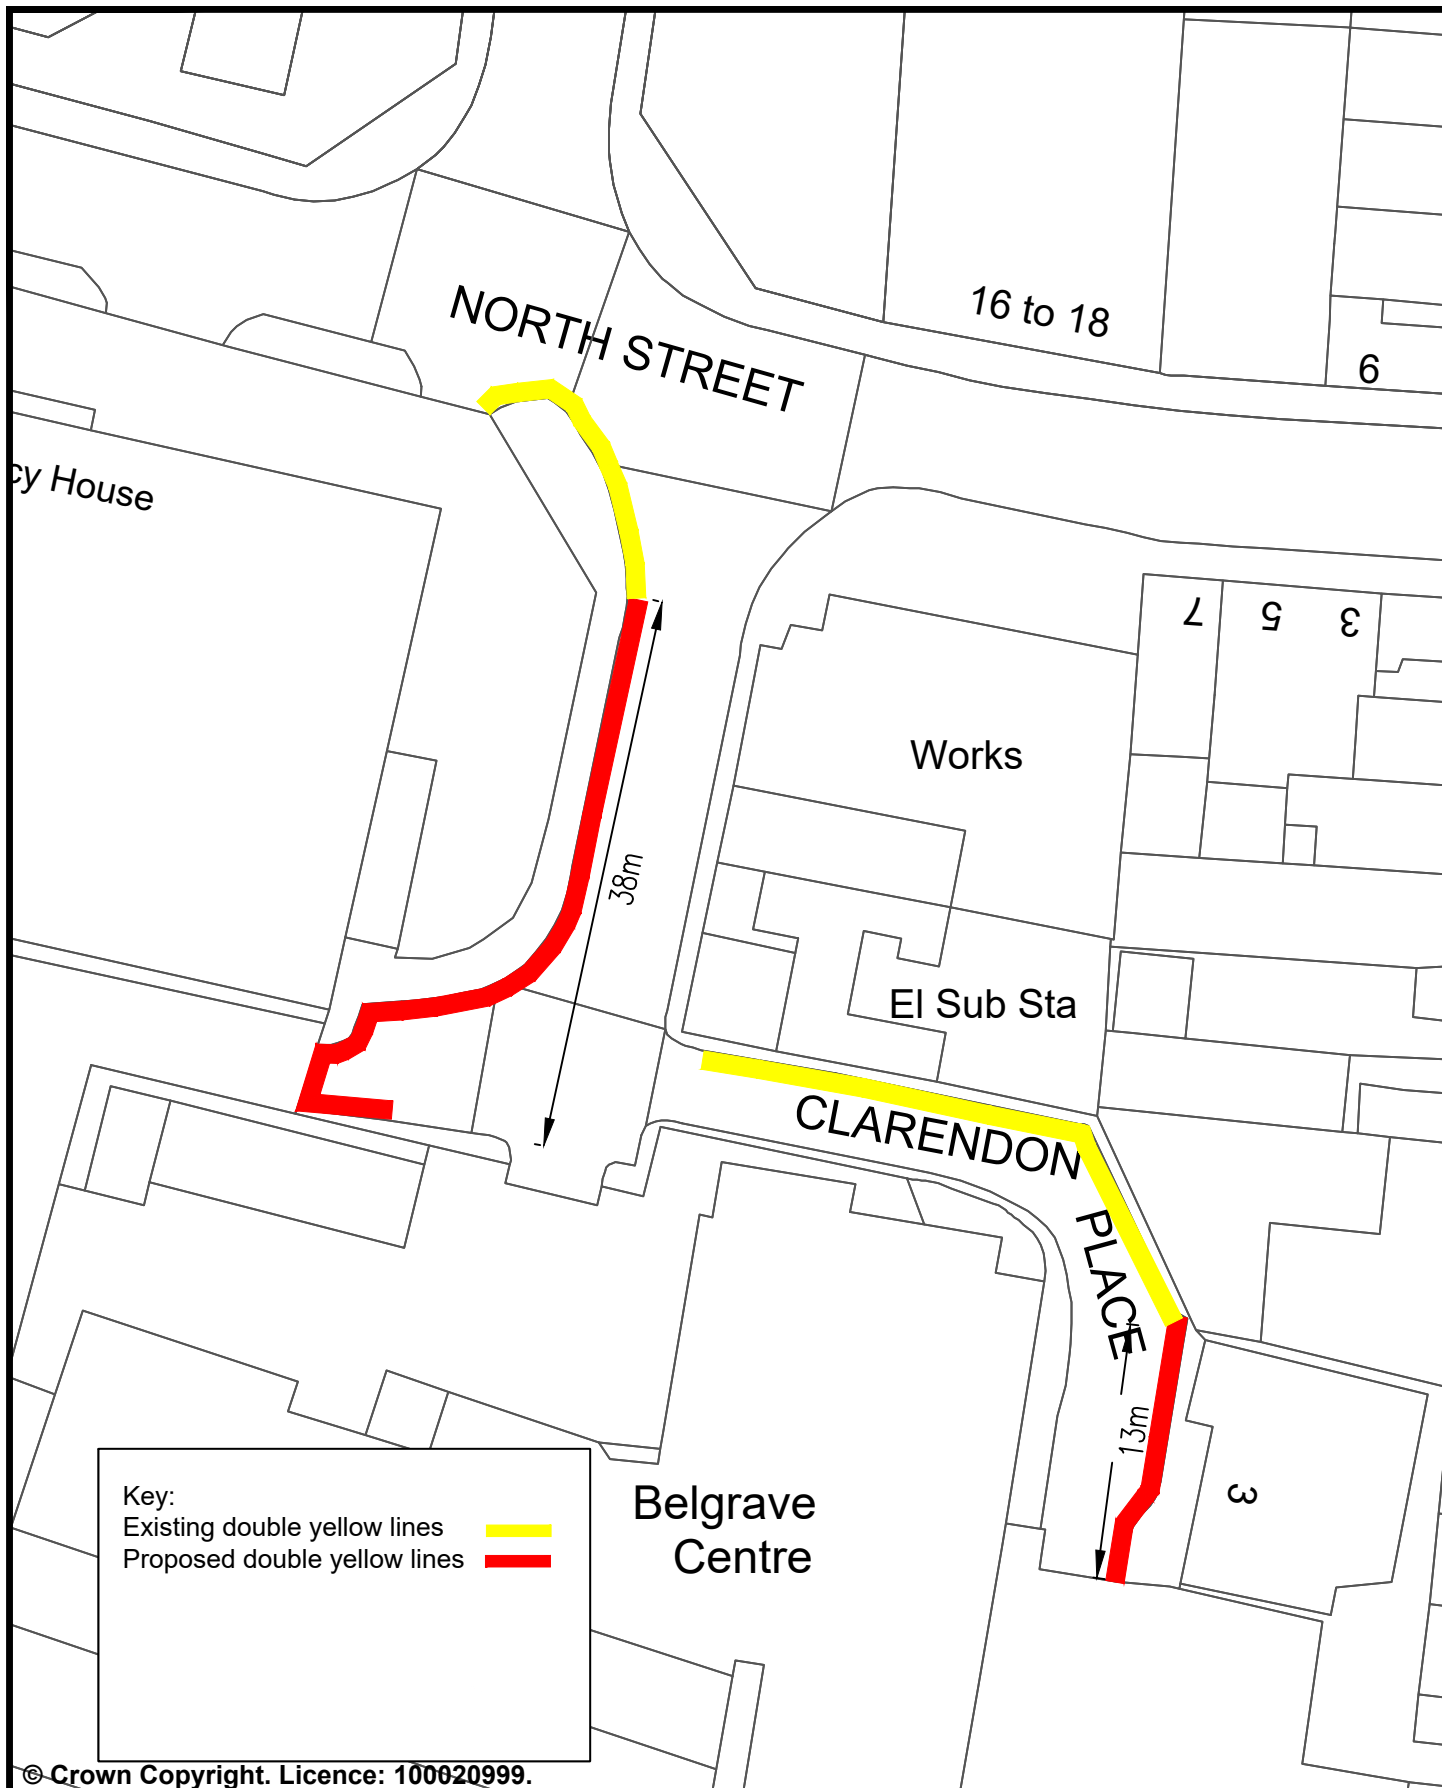 NORTH STREET
16 to 18
6
cy House
7
5
3
Works
38m
El Sub Sta
CLARENDON
PLACE
13m
3
Belgrave
Centre
Key:
Existing double yellow lines
Proposed double yellow lines
© Crown Copyright. Licence: 100020999.